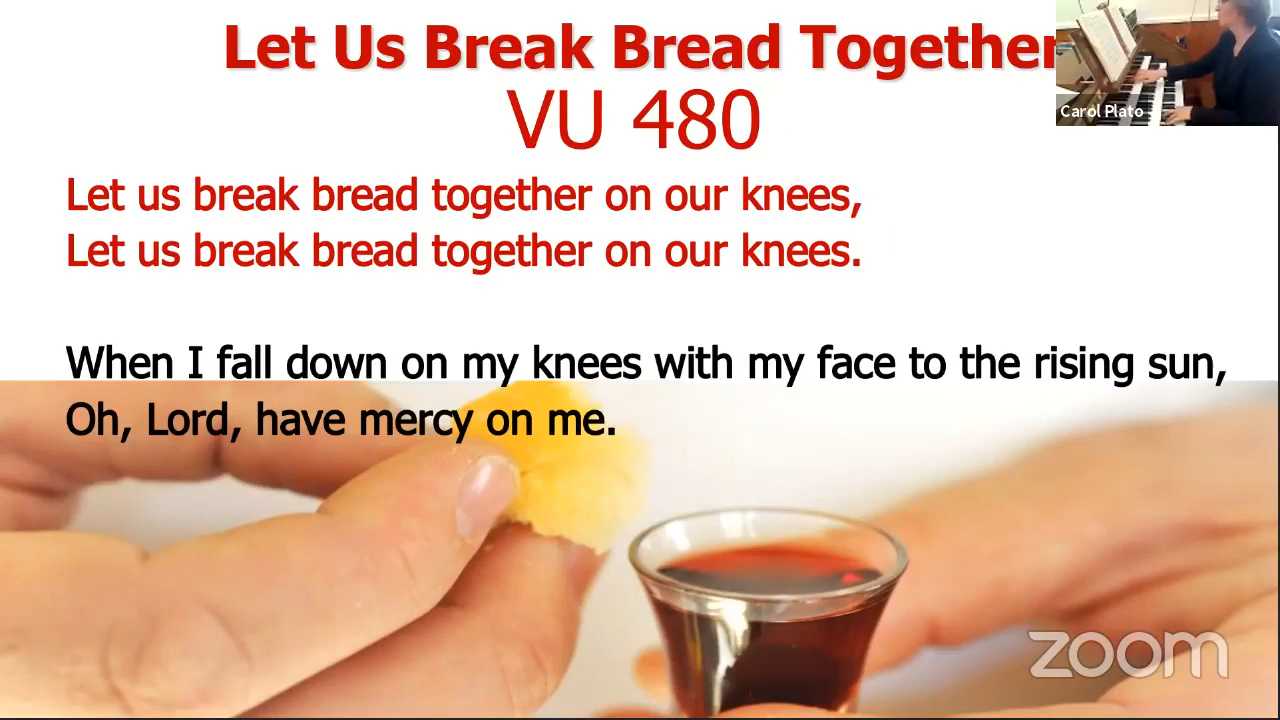 Let Us Break Bread Together
VU 480
Carol Plato
Let us break bread together on our knees,
Let us break bread together on our knees.
When I fall down on my knees with my face to the rising sun,
Oh, Lord, have mercy on me.
zoom